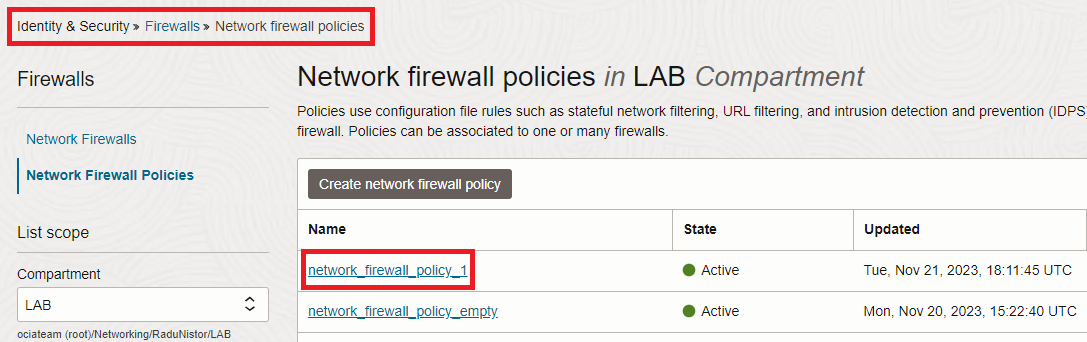 Identity & Security » Firewalls » Network firewall policies
Firewalls
Network Firewalls
Network Firewall Policies
List scope
Compartment
LAB
ociateam (root)/Networking/RaduNistor/LAB
Network firewall policies in LAB Compartment
Policies use configuration file rules such as stateful network filtering, URL filtering, and intrusion detection and prevention (IDPS)
firewall. Policies can be associated to one or many firewalls.
Create network firewall policy
Name State Updated
network_firewall_policy_1 Active Tue, Nov 21, 2023, 18:11:45 UTC
network_firewall_policy_empty Active Mon, Nov 20, 2023, 15:22:40 UTC